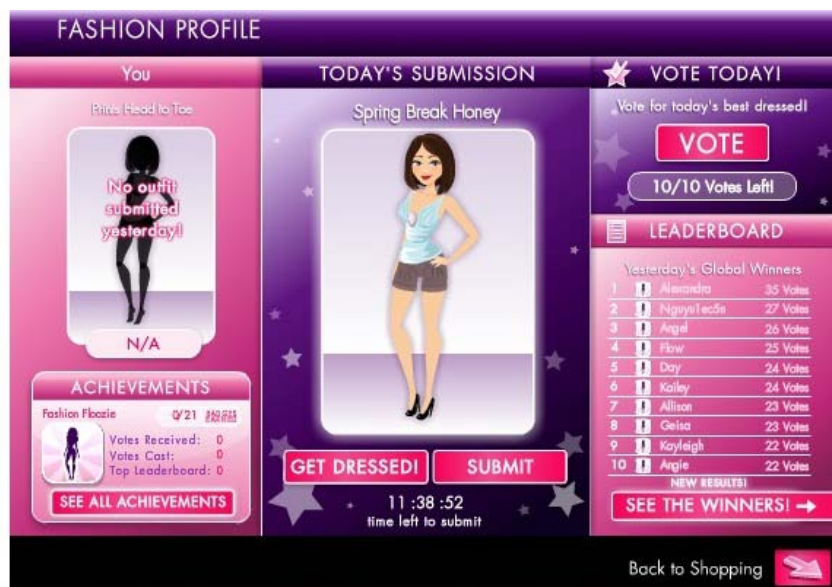 FASHION PROFILE
You
Prints Head to Toe
No outfit
submitted
yesterday!
N/A
ACHIEVEMENTS
Fashion Floozie
0/21
Votes Received: 0
Votes Cast: 0
Top Leaderboard: 0
SEE ALL ACHIEVEMENTS
TODAY'S SUBMISSION
Spring Break Honey
GET DRESSED!
SUBMIT
11 :38 :52
time left to submit
VOTE TODAY!
Vote for today's best dressed!
VOTE
10/10 Votes Left!
LEADERBOARD
Yesterday's Global Winners
1 Alexandra 35 Votes
2 27 Votes
3 Angel 26 Votes
4 Flow 25 Votes
5 Day 24 Votes
6 Kailey 24 Votes
7 Allison 23 Votes
8 Geisa 23 Votes
9 Kayleigh 22 Votes
10 Angie 22 Votes
NEW RESULTS!
SEE THE WINNERS!
Back to Shopping